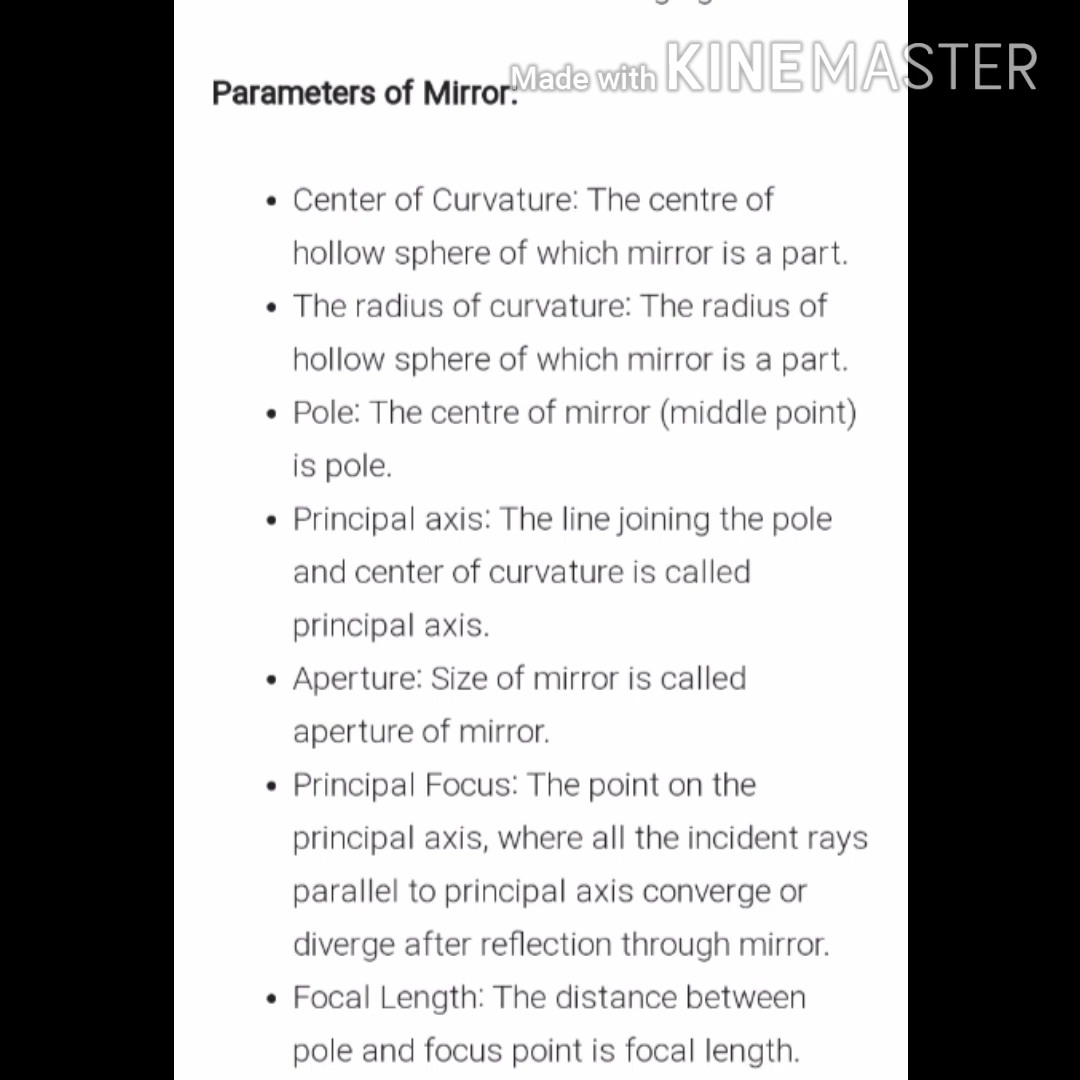 Made with KINEMASTER
Parameters of Mirror:
• Center of Curvature: The centre of
hollow sphere of which mirror is a part.
• The radius of curvature: The radius of
hollow sphere of which mirror is a part.
• Pole: The centre of mirror (middle point)
is pole.
• Principal axis: The line joining the pole
and center of curvature is called
principal axis.
• Aperture: Size of mirror is called
aperture of mirror.
• Principal Focus: The point on the
principal axis, where all the incident rays
parallel to principal axis converge or
diverge after reflection through mirror.
• Focal Length: The distance between
pole and focus point is focal length.